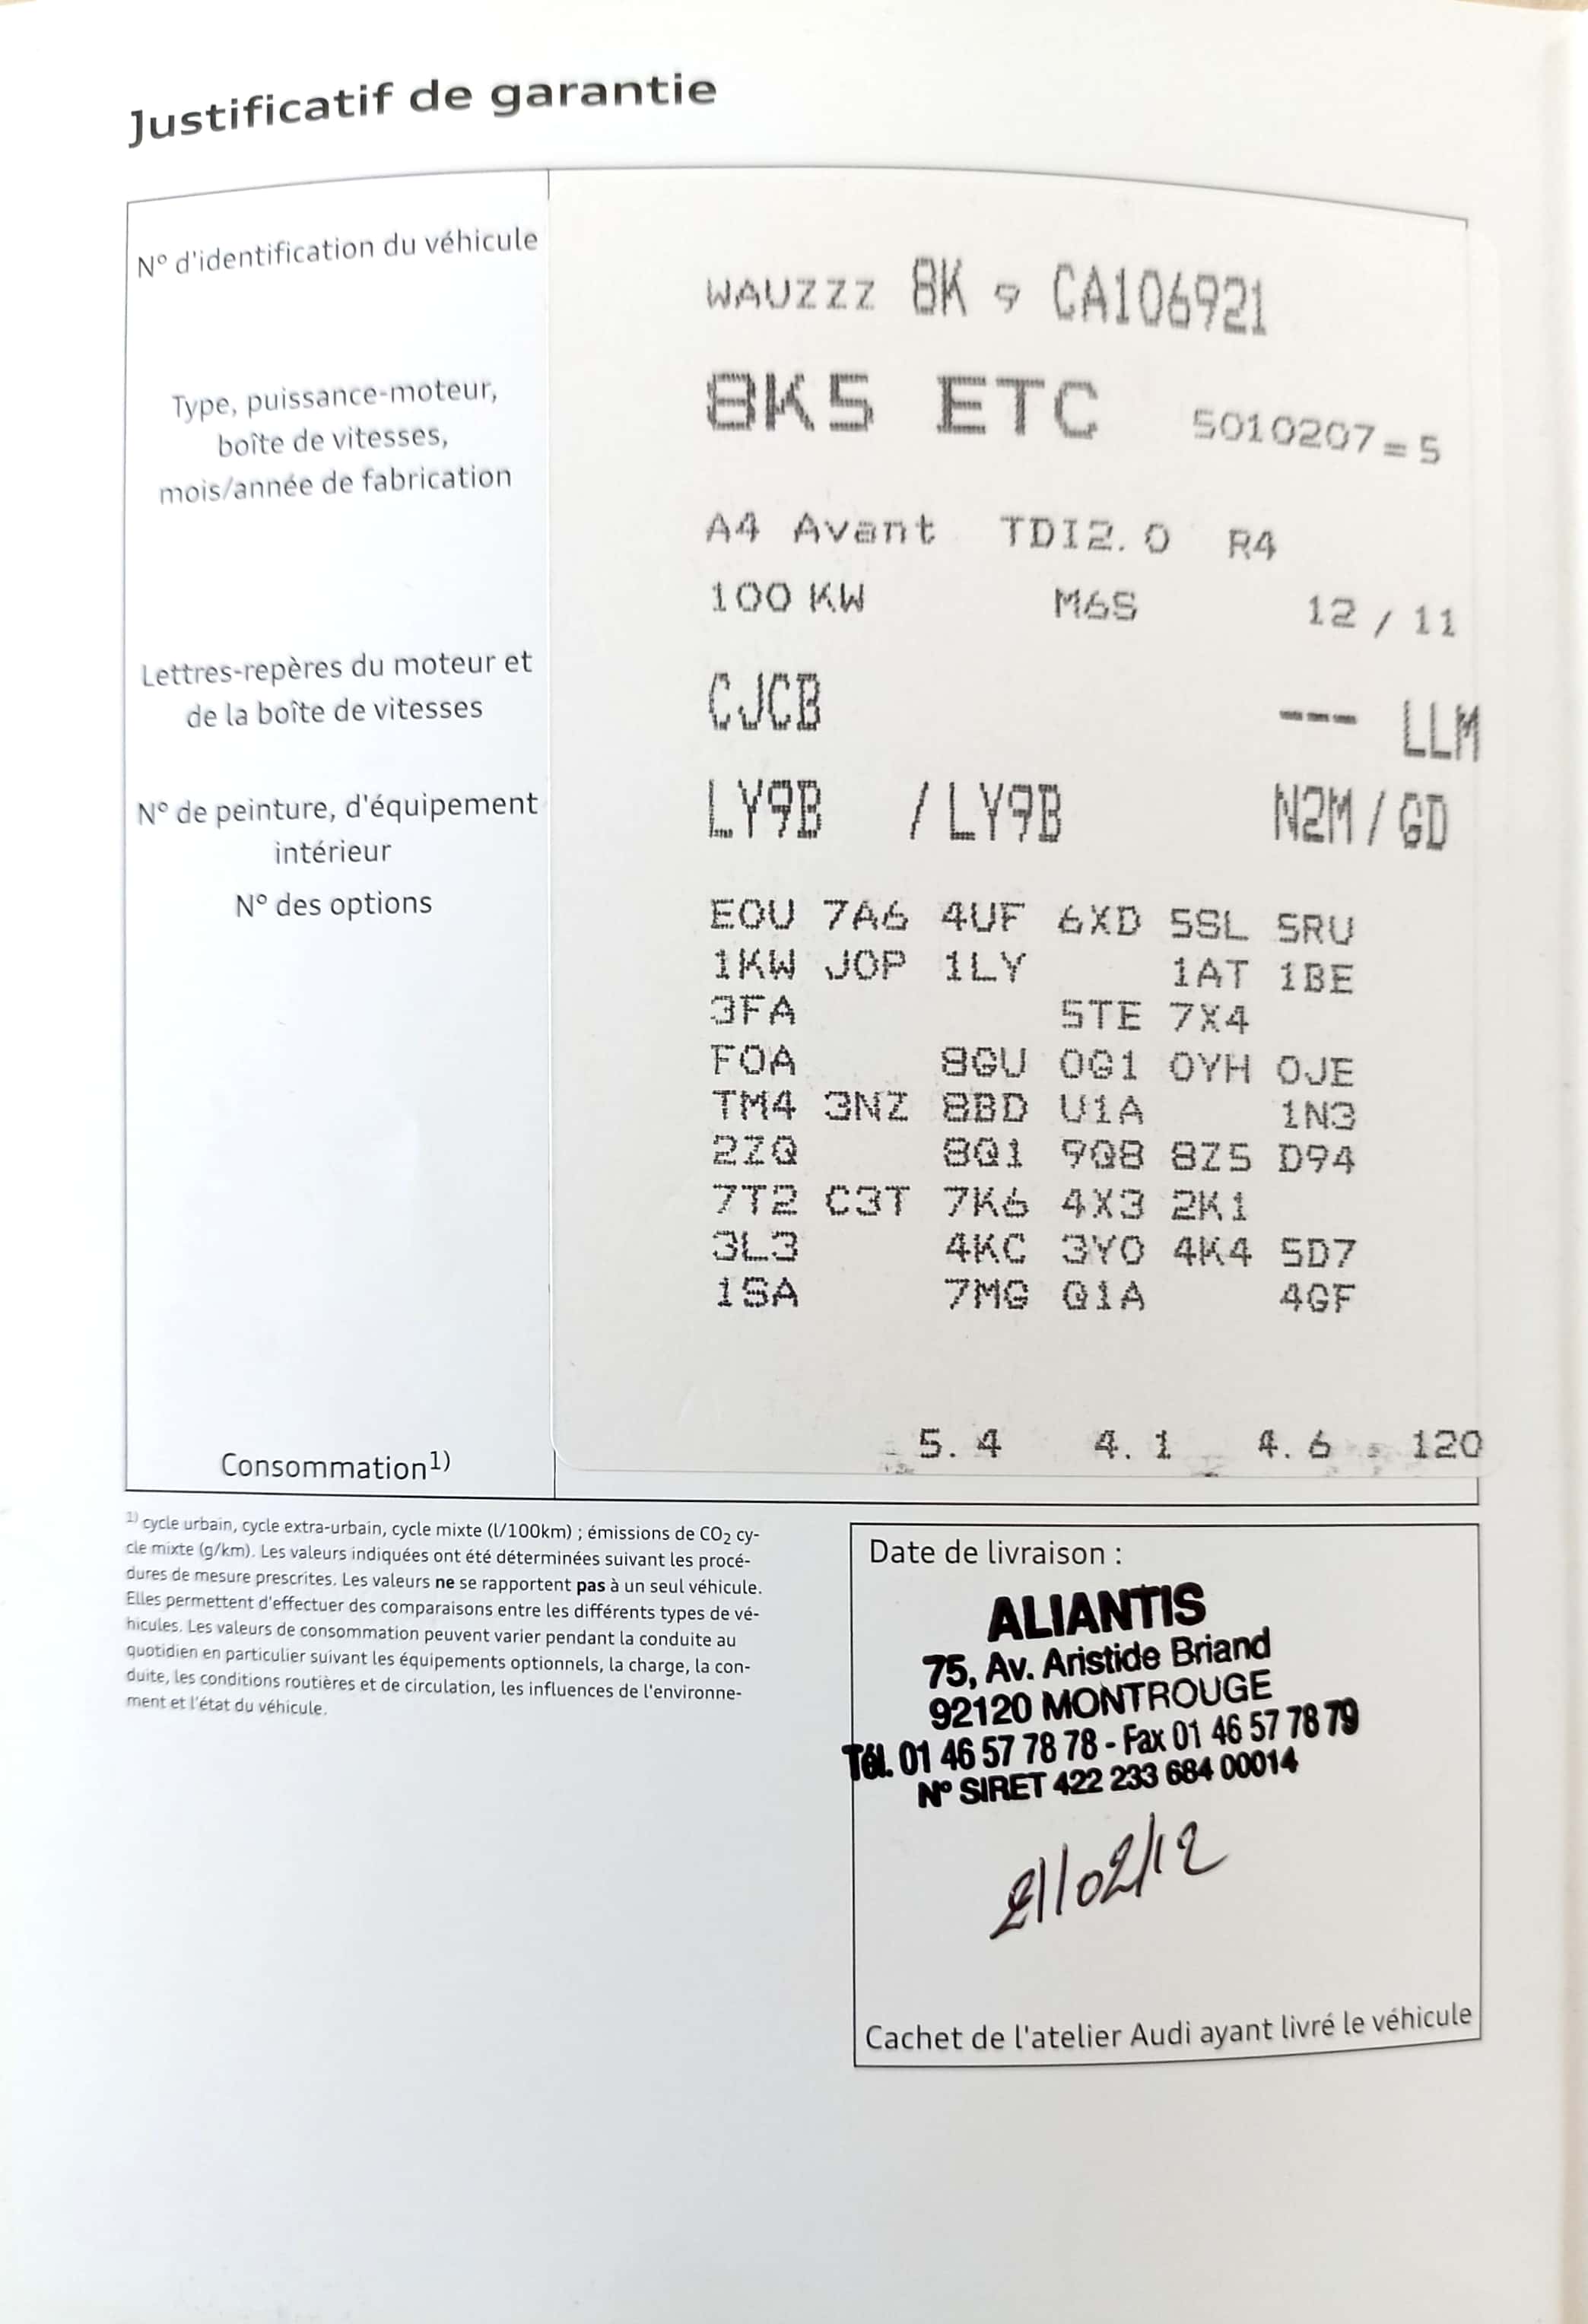 Justificatif de garantie
N° d'identification du véhicule
WAUZZZ 8K 9 CA106921
Type, puissance-moteur,
boîte de vitesses,
mois/année de fabrication
8K5 ETC 5010207=5
A4 Avant TDI2.0 R4
100 KW M6S 12 / 11
Lettres-repères du moteur et
de la boîte de vitesses
CJCB --- LLM
N° de peinture, d'équipement
intérieur
LY9B /LY9B N2M/GD
N° des options
E0U 7A6 4UF 6XD 5SL 5RU
1KW J0P 1LY 1AT 1BE
3FA 5TE 7X4
F0A 8GU 0G1 0YH 0JE
TM4 3NZ 8BD U1A 1N3
2ZQ 8Q1 9Q8 8Z5 D94
7T2 C3T 7K6 4X3 2K1
3L3 4KC 3Y0 4K4 5D7
1SA 7MG Q1A 4GF
Consommation1)
5.4 4.1 4.6 120
1) cycle urbain, cycle extra-urbain, cycle mixte (l/100km) ; émissions de CO2 cy-
cle mixte (g/km). Les valeurs indiquées ont été déterminées suivant les procé-
dures de mesure prescrites. Les valeurs ne se rapportent pas à un seul véhicule.
Elles permettent d'effectuer des comparaisons entre les différents types de vé-
hicules. Les valeurs de consommation peuvent varier pendant la conduite au
quotidien en particulier suivant les équipements optionnels, la charge, la con-
duite, les conditions routières et de circulation, les influences de l'environne-
ment et l'état du véhicule.
Date de livraison :
ALIANTIS
75, Av. Aristide Briand
92120 MONTROUGE
Tél. 01 46 57 78 78 - Fax 01 46 57 78 79
N° SIRET 422 233 684 00014
21/02/12
Cachet de l'atelier Audi ayant livré le véhicule